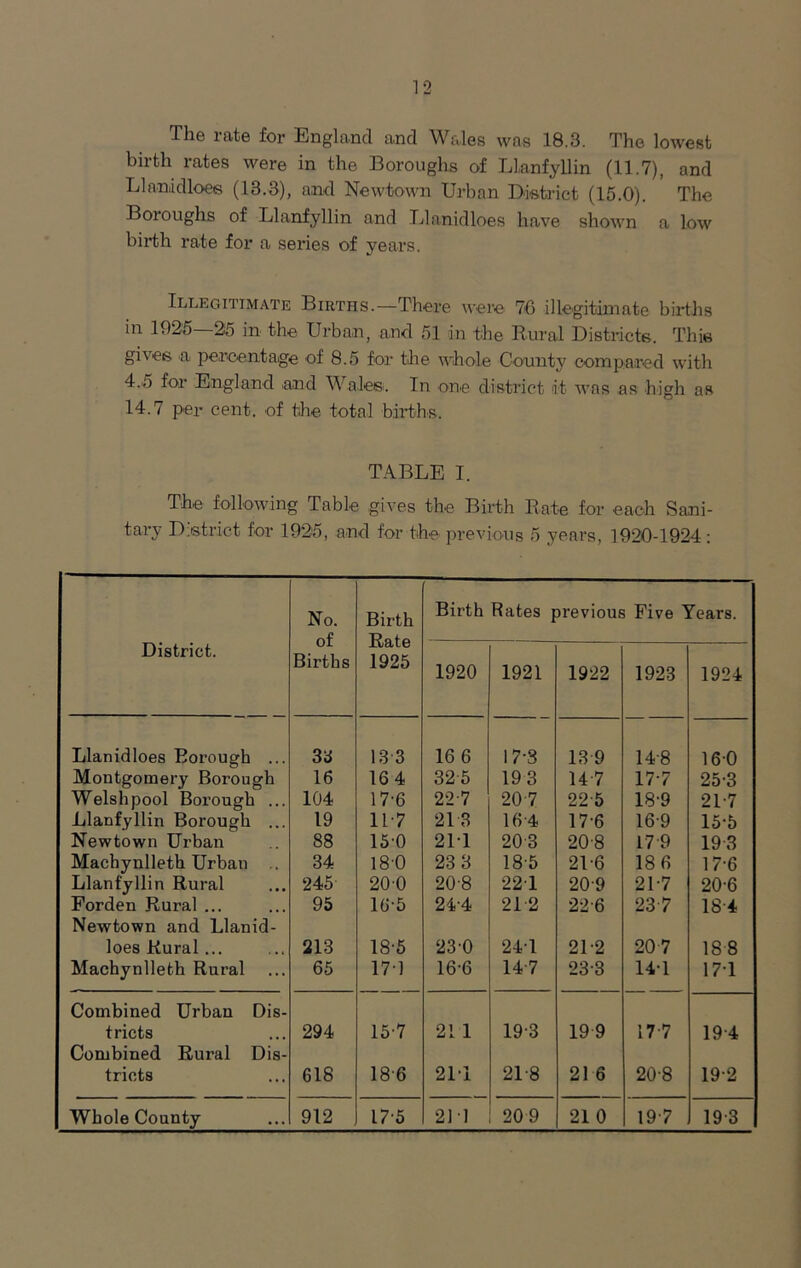 12
The rate for England and Wales was 18.3. The lowest
birth rates were in the Boroughs of Llanfyllin (11.7), and
Llanidloes (13.3), and Newtown Urban District (15.0). The
Boroughs of Llanfyllin and Llanidloes have shown a low
birth rate for a series of years.
Illegitimate Births.—There were 76 illegitimate births
in 1925—25 in the Urban, and 51 in the Rural Districts. This
gives a percentage of 8.5 for the whole County compared with
4.5 for England and Wales. In one district it was as high as
14.7 per cent. of the total births.
TABLE I.
The following Table gives the Birth Rate for each Sani-
tary District for 1925, and for the previous 5 years, 1920-1924:
District. No. of Births Birth Rate 1925 Birth Rates previous Five Years.
1920 1921 1922 1923 1924
Llanidloes Borough ... 33 13·3 16·6 17·3 13·9 14·8 16·0
Montgomery Borough 16 16·4 32·5 19·3 14·7 17·7 25·3
Welshpool Borough ... 104 17·6 22·7 20·7 22·5 18·9 21·7
Llanfyllin Borough ... 19 11·7 21·3 16·4 17·6 16·9 15·5
Newtown Urban .. 88 15·0 21·1 20·3 20·8 17·9 19·3
Machynlleth Urban .. 34 18·0 23·3 18·5 21·6 18·6 17·6
Llanfyllin Rural ... 245 20·0 20·8 22·1 20·9 21·7 20·6
Forden Rural ... ... 95 16·5 24·4 21·2 22·6 23·7 18·4
Newtown and Llanid-
loes Rural ... ... 213 18·5 23·0 24·1 21·2 20·7 18·8
Machynlleth Rural ... 65 17·1 16·6 14·7 23·3 14·1 17·1
Combined Urban Dis-
tricts ... 294 15·7 21·1 19·3 19·9 17·7 19·4
Combined Rural Dis-
tricts ... 618 18·6 21·1 21·8 21·6 20·8 19·2
Whole County ... 912 17·5 21·1 20·9 21·0 19·7 19·3